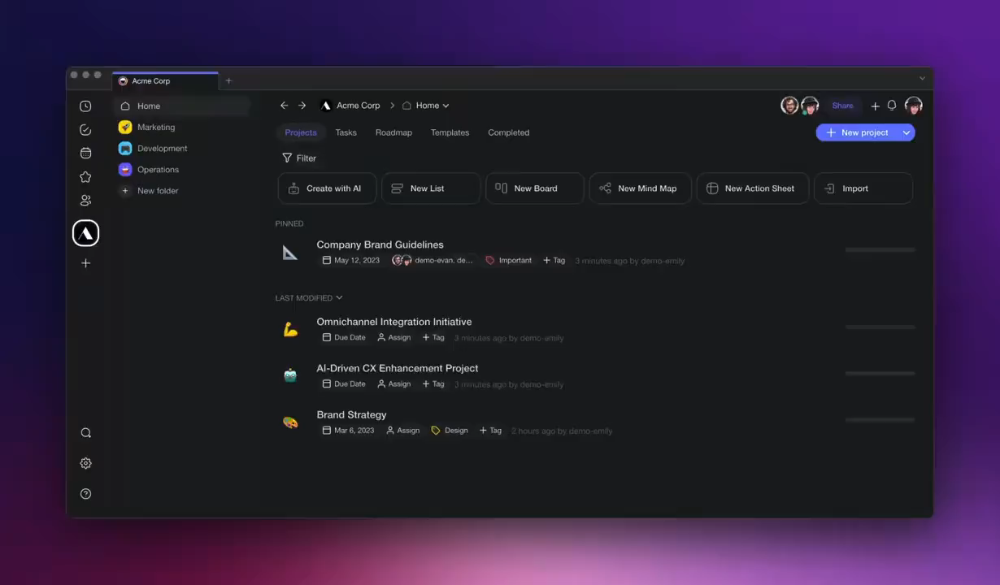 Acme Corp
Home
Marketing
Development
Operations
New folder
Acme Corp > Home
Share
Projects Tasks Roadmap Templates Completed
New project
Filter
Create with AI New List New Board New Mind Map New Action Sheet Import
PINNED
Company Brand Guidelines
May 12, 2023 demo-evan, de... Important + Tag 3 minutes ago by demo-emily
LAST MODIFIED
Omnichannel Integration Initiative
Due Date Assign + Tag 3 minutes ago by demo-emily
AI-Driven CX Enhancement Project
Due Date Assign + Tag 3 minutes ago by demo-emily
Brand Strategy
Mar 6, 2023 Assign Design + Tag 2 hours ago by demo-emily